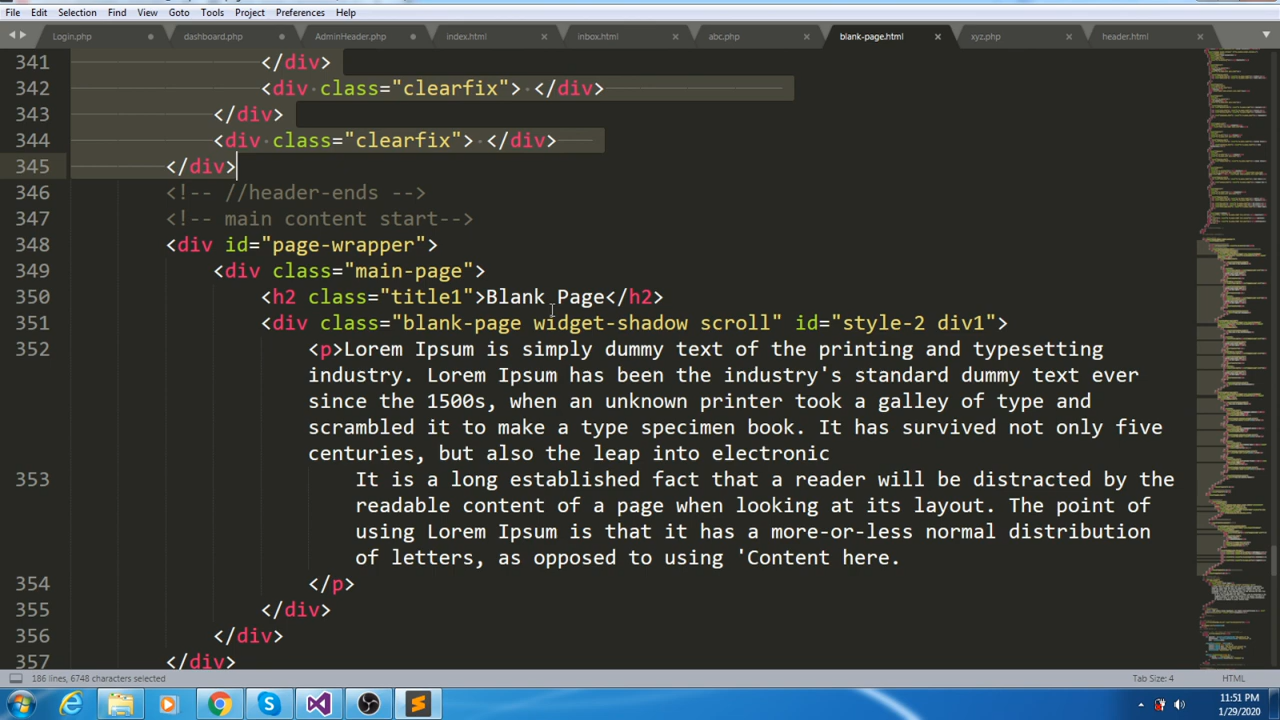 File Edit Selection Find View Goto Tools Project Preferences Help
Login.php dashboard.php AdminHeader.php index.html inbox.html abc.php blank-page.html xyz.php header.html
341 </div>
342 <div class="clearfix"> </div>
343 </div>
344 <div class="clearfix"> </div>
345 </div>
346 <!-- //header-ends -->
347 <!-- main content start-->
348 <div id="page-wrapper">
349 <div class="main-page">
350 <h2 class="title1">Blank Page</h2>
351 <div class="blank-page widget-shadow scroll" id="style-2 div1">
352 <p>Lorem Ipsum is simply dummy text of the printing and typesetting
industry. Lorem Ipsum has been the industry's standard dummy text ever
since the 1500s, when an unknown printer took a galley of type and
scrambled it to make a type specimen book. It has survived not only five
centuries, but also the leap into electronic
353 It is a long established fact that a reader will be distracted by the
readable content of a page when looking at its layout. The point of
using Lorem Ipsum is that it has a more-or-less normal distribution
of letters, as opposed to using 'Content here.
354 </p>
355 </div>
356 </div>
357 </div>
186 lines, 6748 characters selected Tab Size: 4 HTML
11:51 PM
1/29/2020